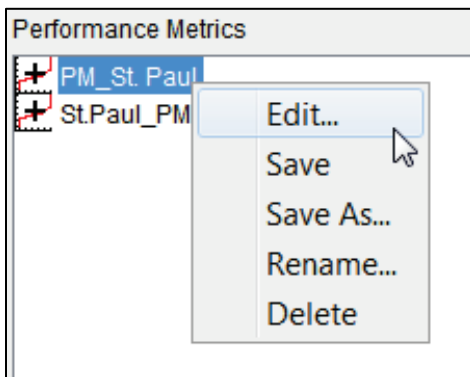 Performance Metrics
PM_St. Paul
St.Paul_PM
Edit...
Save
Save As...
Rename...
Delete